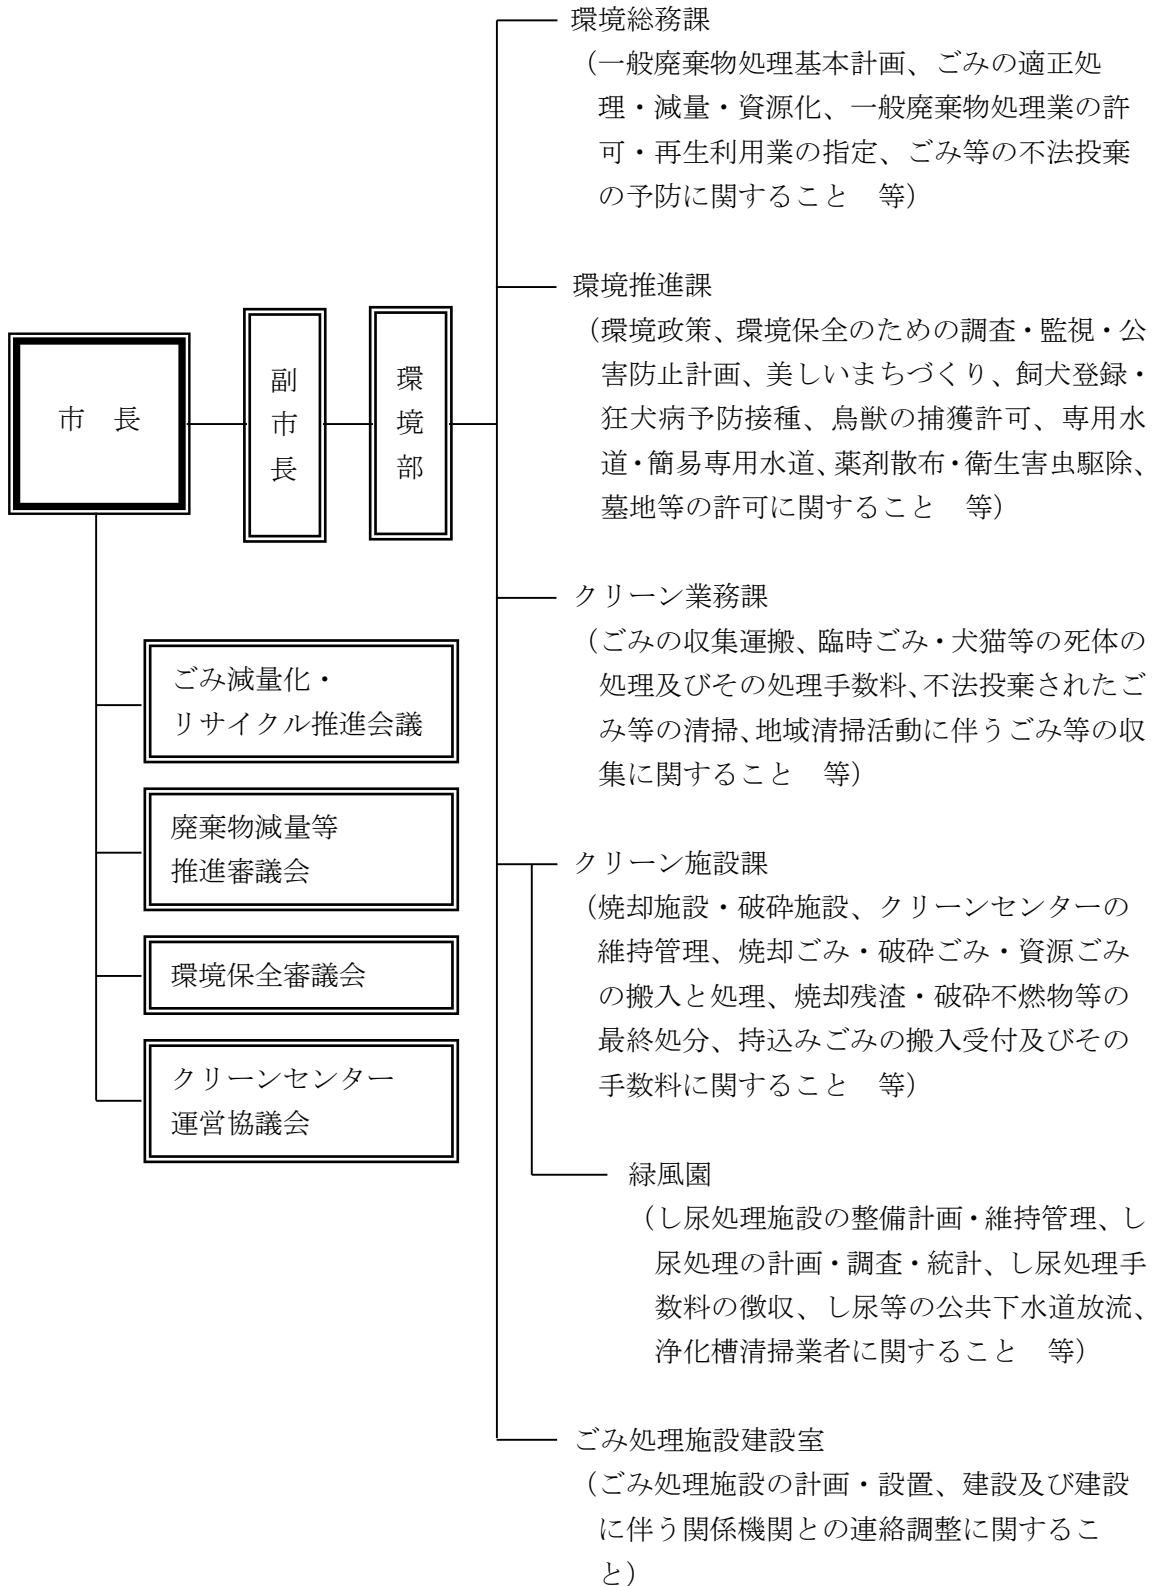 市　長
副市長
環境部
ごみ減量化・
リサイクル推進会議
廃棄物減量等
推進審議会
環境保全審議会
クリーンセンター
運営協議会
環境総務課
（一般廃棄物処理基本計画、ごみの適正処
理・減量・資源化、一般廃棄物処理業の許
可・再生利用業の指定、ごみ等の不法投棄
の予防に関すること　等）
環境推進課
（環境政策、環境保全のための調査・監視・公
害防止計画、美しいまちづくり、飼犬登録・
狂犬病予防接種、鳥獣の捕獲許可、専用水
道・簡易専用水道、薬剤散布・衛生害虫駆除、
墓地等の許可に関すること　等）
クリーン業務課
（ごみの収集運搬、臨時ごみ・犬猫等の死体の
処理及びその処理手数料、不法投棄されたご
み等の清掃、地域清掃活動に伴うごみ等の収
集に関すること　等）
クリーン施設課
（焼却施設・破砕施設、クリーンセンターの
維持管理、焼却ごみ・破砕ごみ・資源ごみ
の搬入と処理、焼却残渣・破砕不燃物等の
最終処分、持込みごみの搬入受付及びその
手数料に関すること　等）
緑風園
（し尿処理施設の整備計画・維持管理、し
尿処理の計画・調査・統計、し尿処理手
数料の徴収、し尿等の公共下水道放流、
浄化槽清掃業者に関すること　等）
ごみ処理施設建設室
（ごみ処理施設の計画・設置、建設及び建設
に伴う関係機関との連絡調整に関するこ
と）